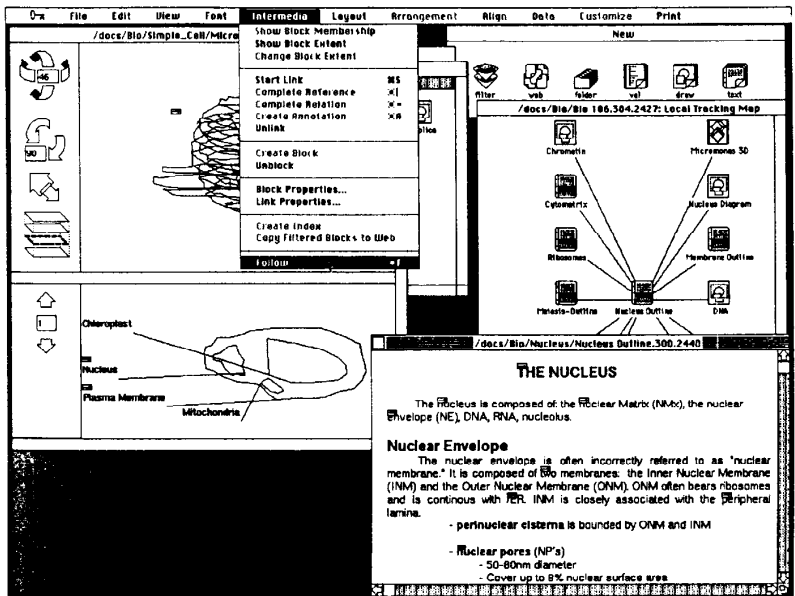 File Edit View Font Intermedia Layout Arrangement Align Data Customize Print
/docs/Bio/Simple_Cell/Micro
Show Block Membership
Show Block Extent
Change Block Extent
Start Link ⌘S
Complete Reference ⌘[
Complete Relation ⌘=
Create Annotation
Unlink
Create Block
Unblock
Block Properties...
Link Properties...
Create Index
Copy Filtered Blocks to Web
Follow
46
90
New
filter web folder vel draw text
/docs/Bio/Bio 106.304.2427: Local Tracking Map
Chromatin
Micromonas 3D
Cytomatrix
Nucleus Diagram
Ribosomes
Membrane Outline
Meiosis-Outline
Nucleus Outline
DNA
1
Chloroplast
Nucleus
Plasma Membrane
Mitochondria
/docs/Bio/Nucleus/Nucleus Outline.300.2440
THE NUCLEUS
The nucleus is composed of: the Nuclear Matrix (NMx), the nuclear
envelope (NE), DNA, RNA, nucleolus.
Nuclear Envelope
The nuclear envelope is often incorrectly referred to as "nuclear
membrane." It is composed of two membranes: the Inner Nuclear Membrane
(INM) and the Outer Nuclear Membrane (ONM). ONM often bears ribosomes
and is continous with rER. INM is closely associated with the peripheral
lamina.
- perinuclear cisterna is bounded by ONM and INM
- Nuclear pores (NP's)
- 50-80nm diameter
- Cover up to 8% nuclear surface area